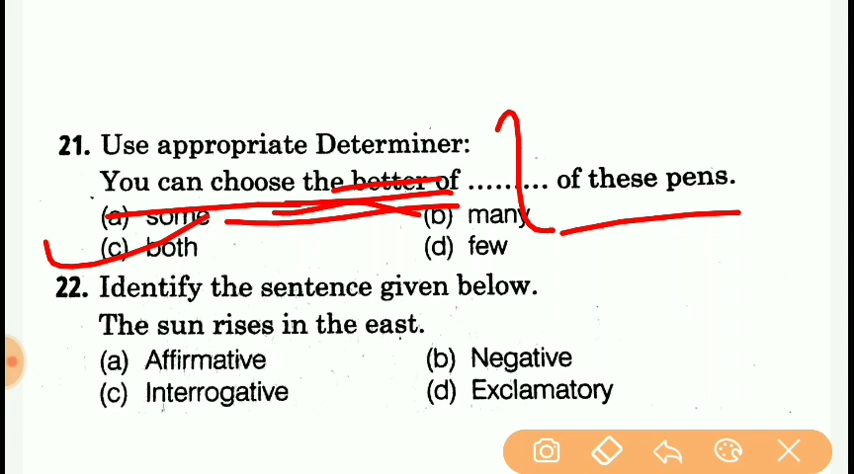 21. Use appropriate Determiner:
You can choose the better of ......... of these pens.
(a) some (b) many
(c) both (d) few
22. Identify the sentence given below.
The sun rises in the east.
(a) Affirmative (b) Negative
(c) Interrogative (d) Exclamatory